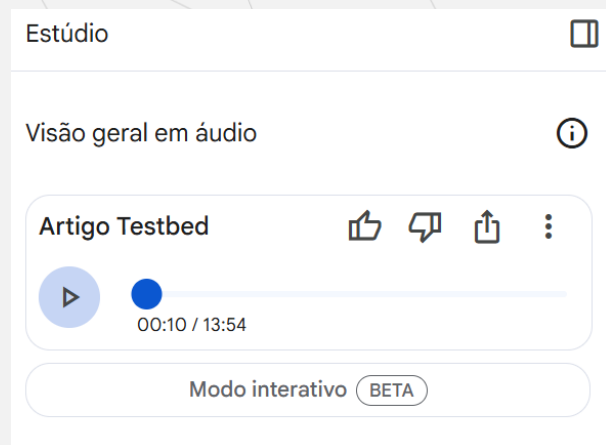 Estúdio
Visão geral em áudio
Artigo Testbed
00:10 / 13:54
Modo interativo BETA